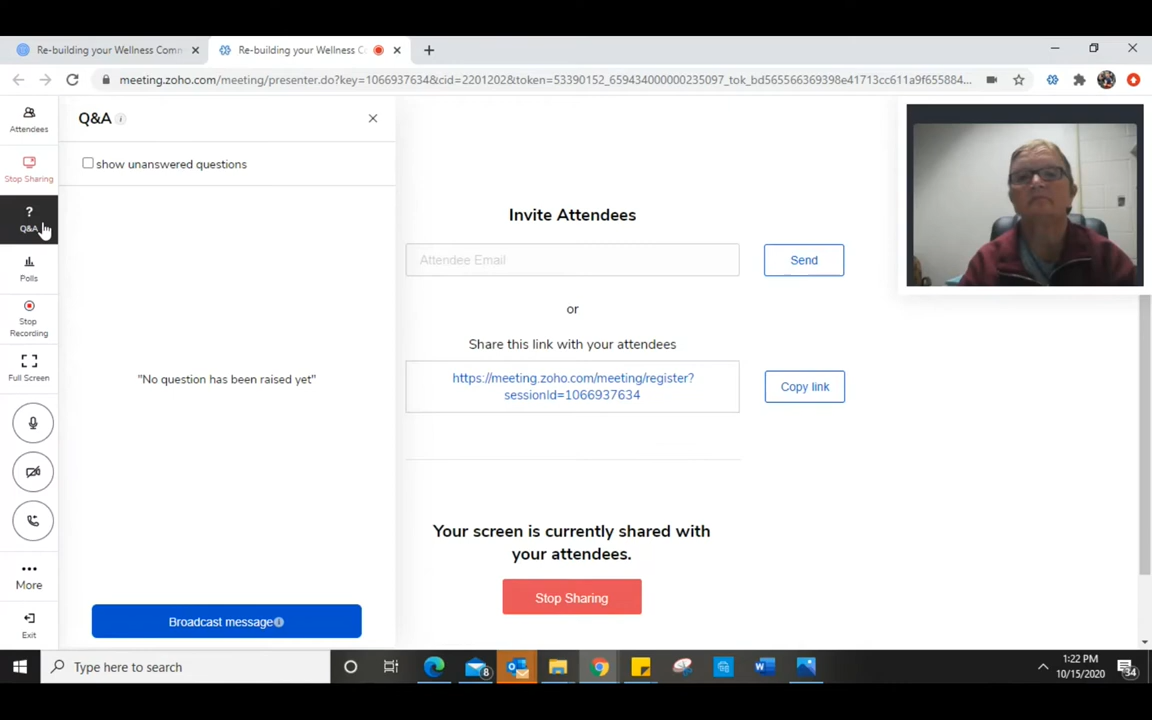 Re-building your Wellness Comm
Re-building your Wellness C
meeting.zoho.com/meeting/presenter.do?key=1066937634&cid=2201202&token=53390152_659434000000235097_tok_bd565566369398e41713cc611a9f655884...
Attendees
Stop Sharing
?
Q&A
Polls
Stop
Recording
Full Screen
More
Exit
Q&A
show unanswered questions
"No question has been raised yet"
Broadcast message
Invite Attendees
Attendee Email
Send
or
Share this link with your attendees
https://meeting.zoho.com/meeting/register?
sessionId=1066937634
Copy link
Your screen is currently shared with
your attendees.
Stop Sharing
Type here to search
8
1:22 PM
10/15/2020
34